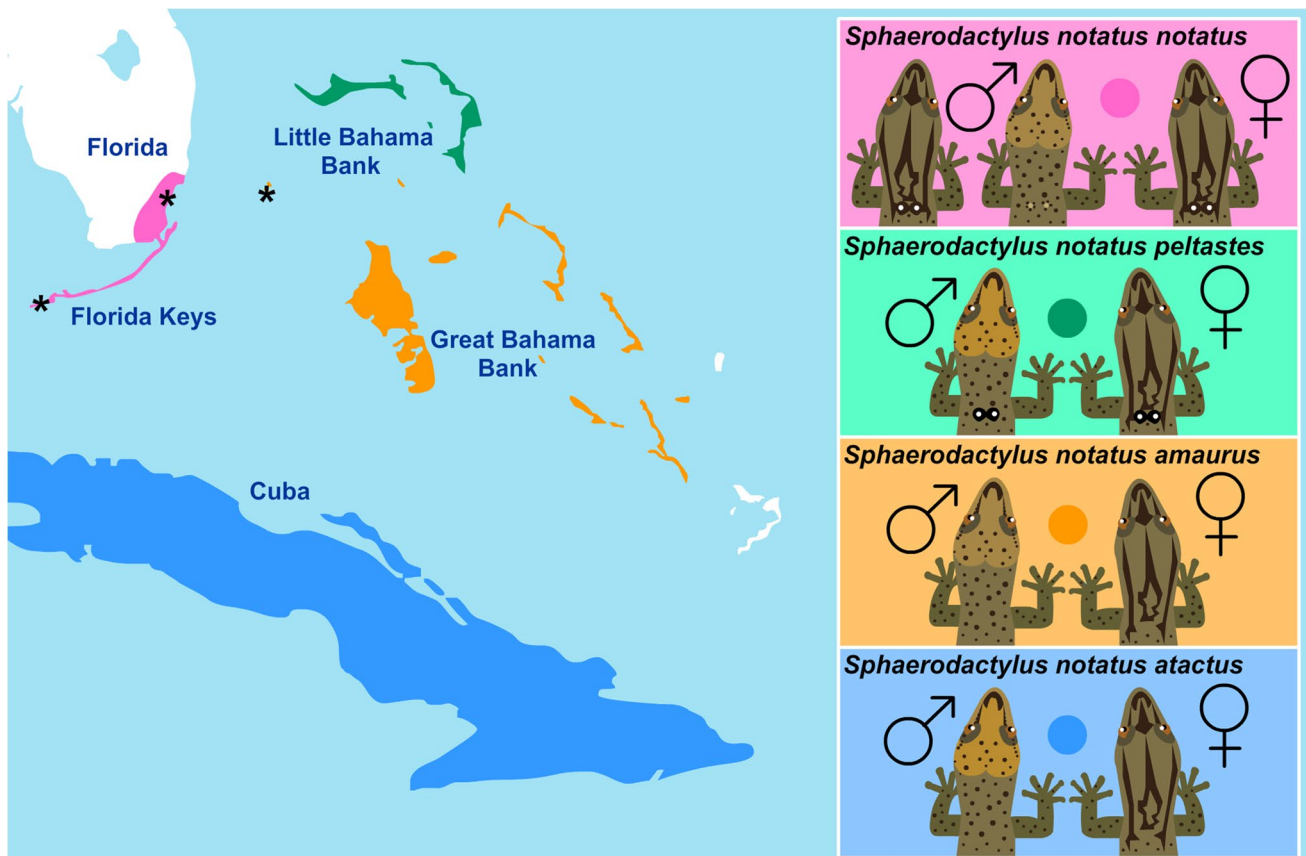 Florida
Little Bahama
Bank
*
*
*
Florida Keys
Great Bahama
Bank
Cuba
Sphaerodactylus notatus notatus
♂
♀
Sphaerodactylus notatus peltastes
♂
♀
Sphaerodactylus notatus amaurus
♂
♀
Sphaerodactylus notatus atactus
♂
♀